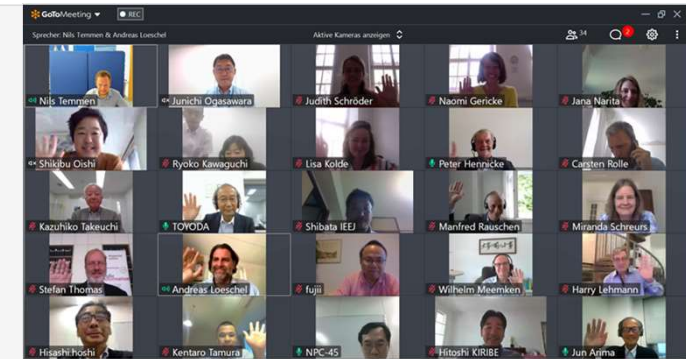 GoToMeeting
REC
Sprecher: Nils Temmen & Andreas Loeschel
Aktive Kameras anzeigen
34
2
Nils Temmen
Junichi Ogasawara
Judith Schröder
Naomi Gericke
Jana Narita
Shikibu Oishi
Ryoko Kawaguchi
Lisa Kolde
Peter Hennicke
Carsten Rolle
Kazuhiko Takeuchi
TOYODA
Shibata IEEJ
Manfred Rauschen
Miranda Schreurs
Stefan Thomas
Andreas Loeschel
fujii
Wilhelm Meemken
Harry Lehmann
Hisashi hoshi
Kentaro Tamura
NPC-45
Hitoshi KIRIBE
Jun Arima